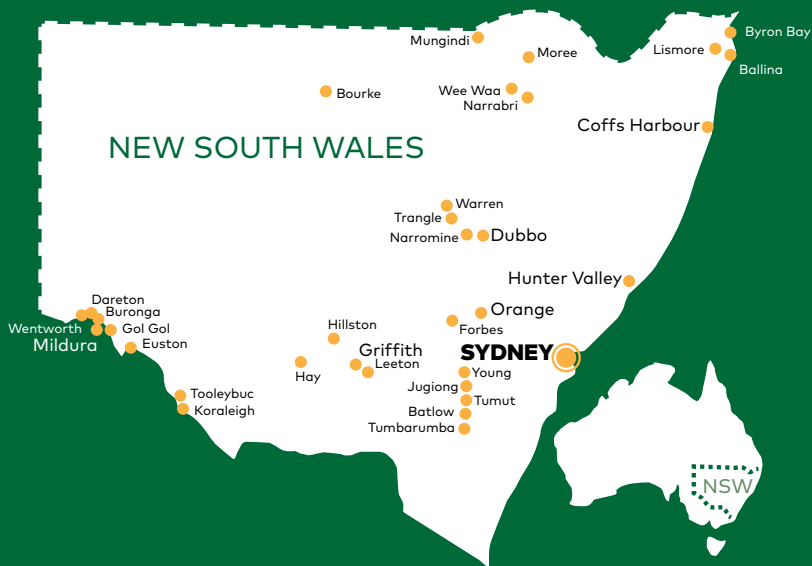 Mungindi
Byron Bay
Lismore
Moree
Ballina
Wee Waa
Bourke
Narrabri
Coffs Harbour
NEW SOUTH WALES
Warren
Trangle
Narromine
Dubbo
Hunter Valley
Dareton
Buronga
Orange
Wentworth
Gol Gol
Hillston
Forbes
Mildura
Euston
Griffith
SYDNEY
Leeton
Hay
Young
Jugiong
Tooleybuc
Tumut
Koraleigh
Batlow
Tumbarumba
NSW